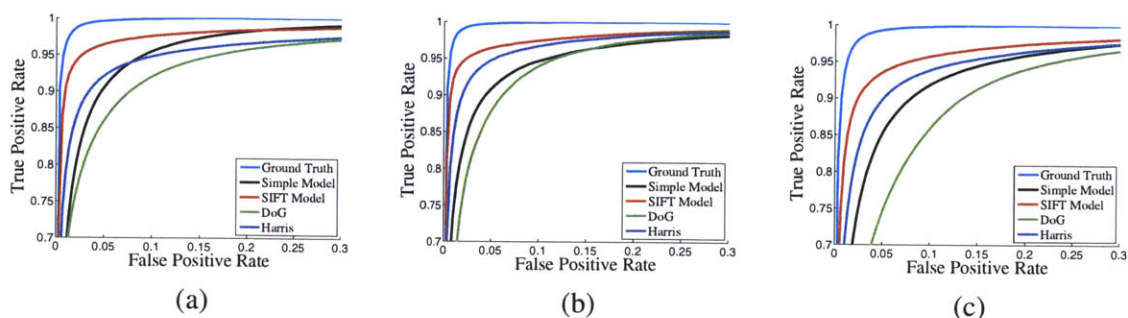 True Positive Rate
1
0.95
0.9
0.85
0.8
0.75
0.7
0
0.05
0.1
0.15
0.2
0.25
0.3
False Positive Rate
Ground Truth
Simple Model
SIFT Model
DoG
Harris
(a)
True Positive Rate
1
0.95
0.9
0.85
0.8
0.75
0.7
0
0.05
0.1
0.15
0.2
0.25
0.3
False Positive Rate
Ground Truth
Simple Model
SIFT Model
DoG
Harris
(b)
True Positive Rate
1
0.95
0.9
0.85
0.8
0.75
0.7
0
0.05
0.1
0.15
0.2
0.25
0.3
False Positive Rate
Ground Truth
Simple Model
SIFT Model
DoG
Harris
(c)